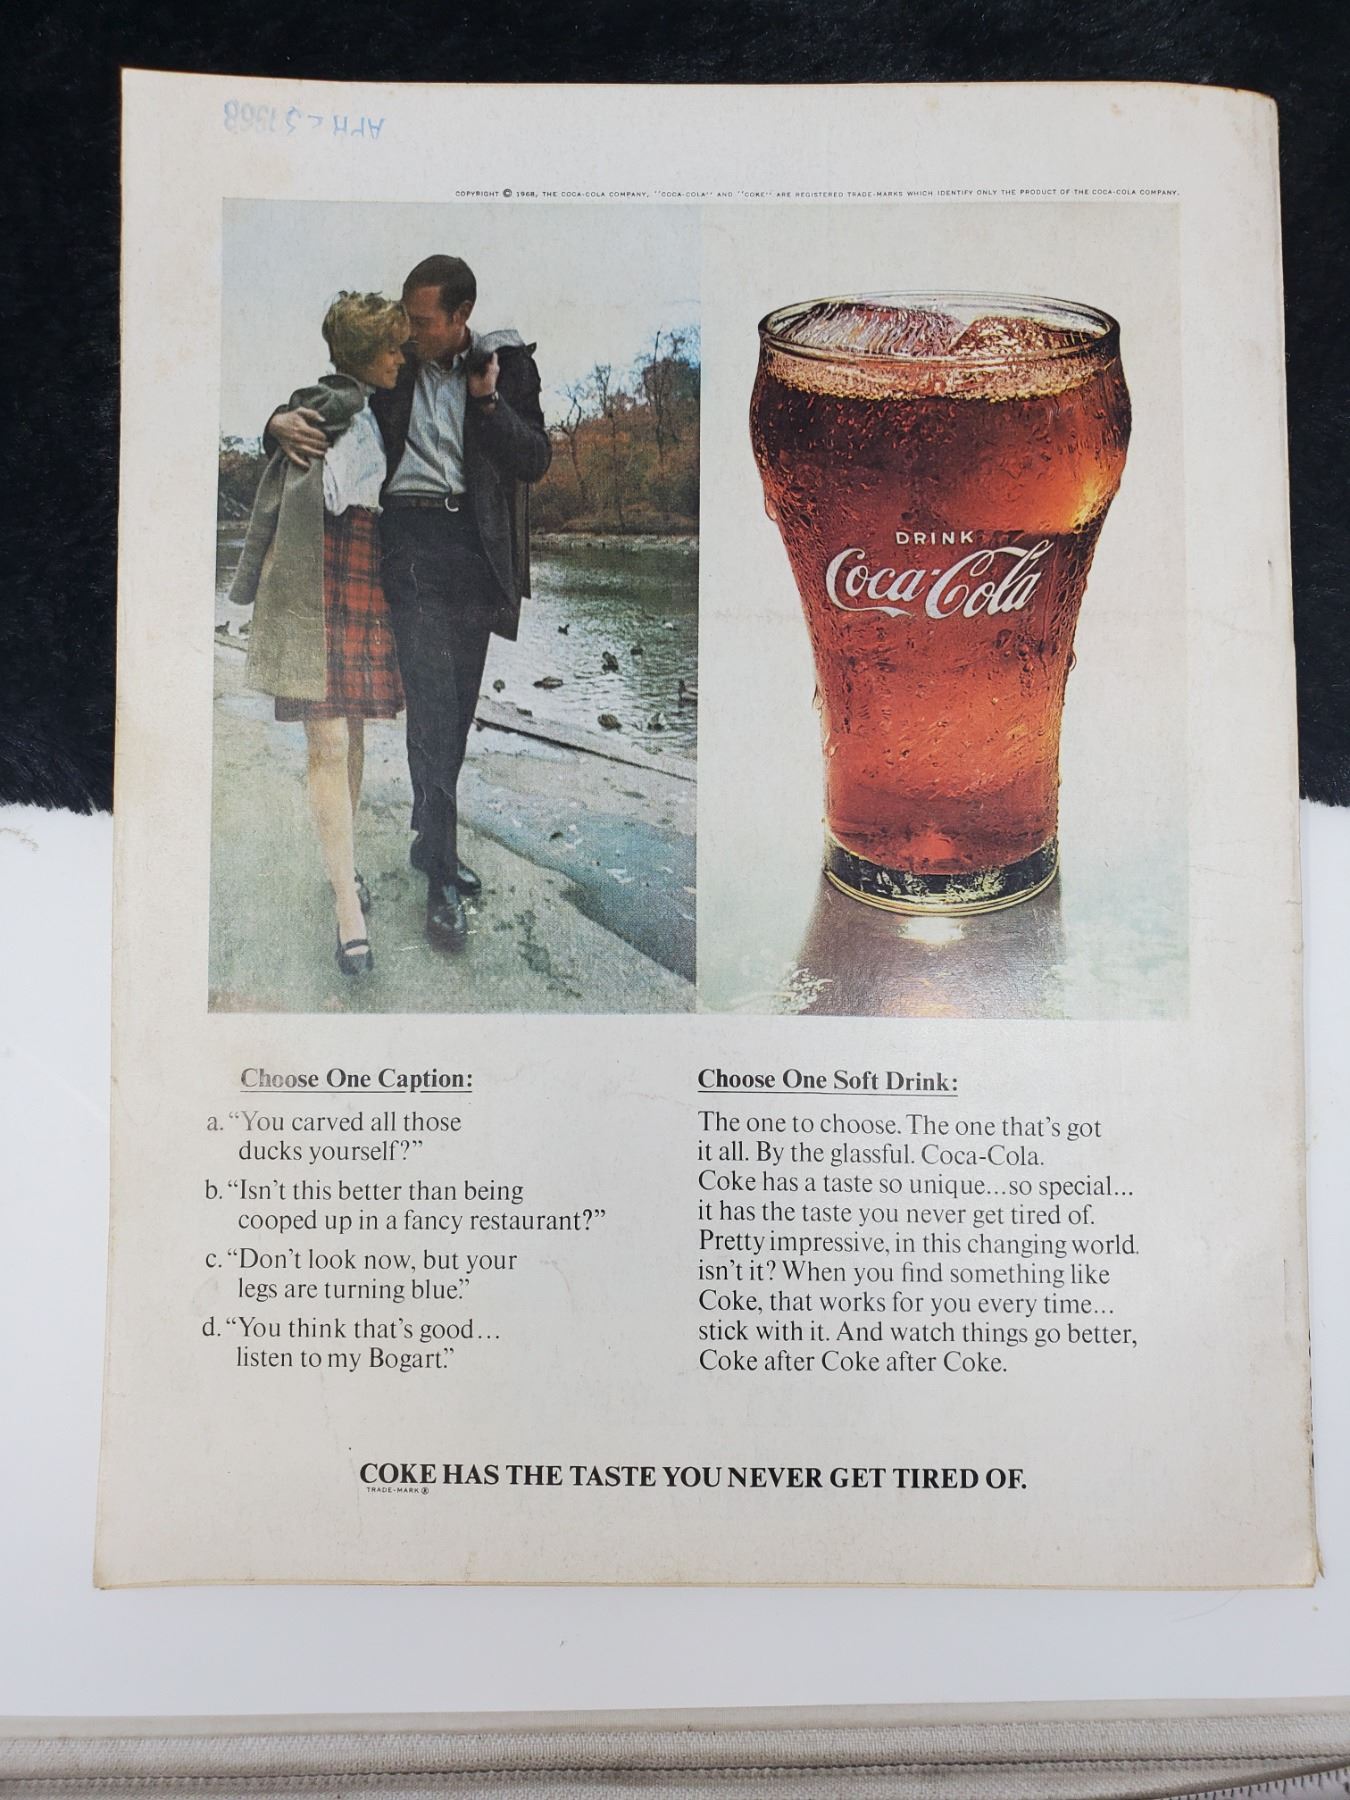 APR 25 1968
COPYRIGHT © 1968, THE COCA-COLA COMPANY. "COCA-COLA" AND "COKE" ARE REGISTERED TRADE-MARKS WHICH IDENTIFY ONLY THE PRODUCT OF THE COCA-COLA COMPANY.
DRINK
Coca-Cola
Choose One Caption:
a. “You carved all those
ducks yourself?”
b. “Isn’t this better than being
cooped up in a fancy restaurant?”
c. “Don’t look now, but your
legs are turning blue.”
d. “You think that’s good...
listen to my Bogart.”
Choose One Soft Drink:
The one to choose. The one that’s got
it all. By the glassful. Coca-Cola.
Coke has a taste so unique...so special...
it has the taste you never get tired of.
Pretty impressive, in this changing world.
isn’t it? When you find something like
Coke, that works for you every time...
stick with it. And watch things go better,
Coke after Coke after Coke.
COKE HAS THE TASTE YOU NEVER GET TIRED OF.
TRADE-MARK ®